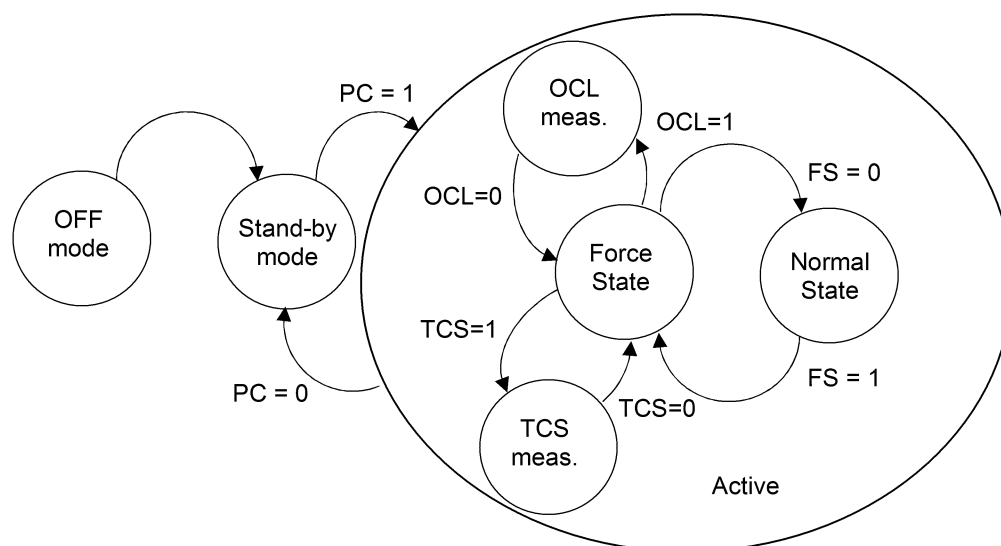 PC = 1
OCL
meas.
OCL=1
FS = 0
OCL=0
OFF
mode
Stand-by
mode
Force
State
Normal
State
TCS=1
PC = 0
FS = 1
TCS=0
TCS
meas.
Active